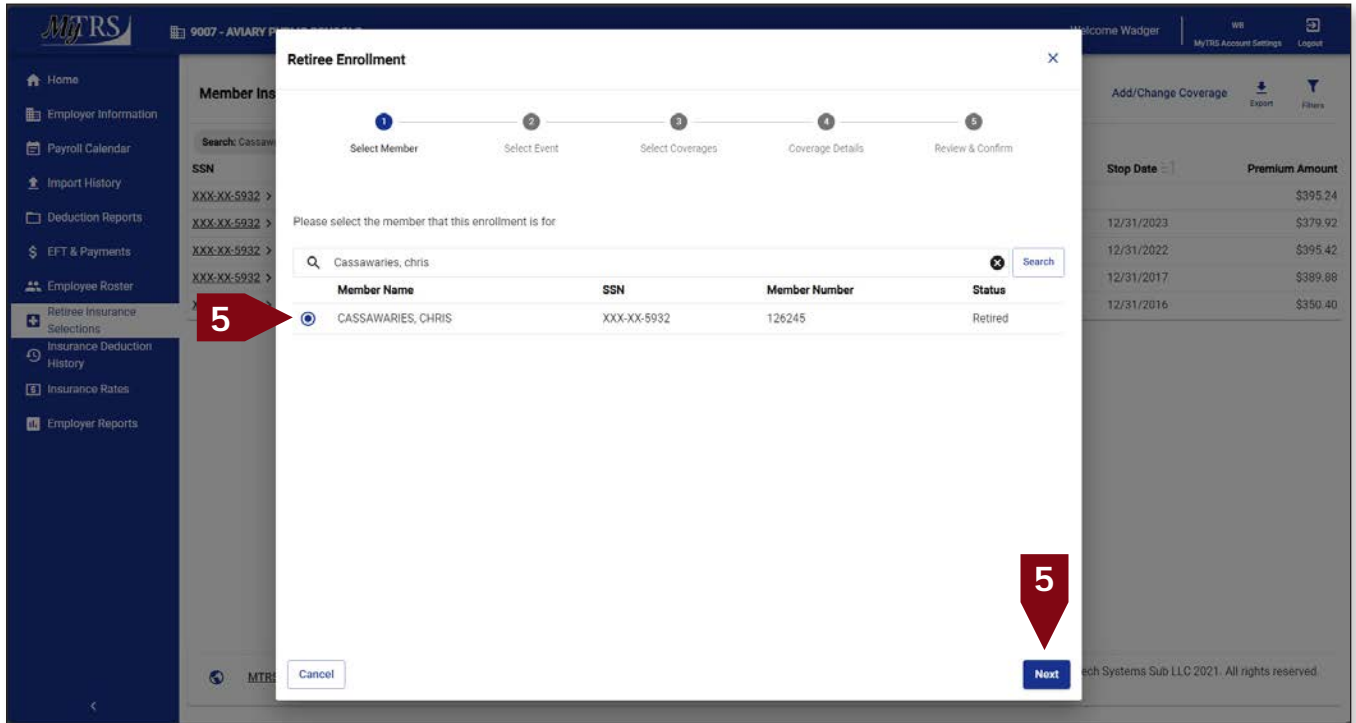 MyTRS
9007 - AVIARY P
Welcome Wadger
WB
MyTRS Account Settings
Logout
Home
Employer Information
Payroll Calendar
Import History
Deduction Reports
EFT & Payments
Employee Roster
Retiree Insurance
Selections
Insurance Deduction
History
Insurance Rates
Employer Reports
Member Ins
Add/Change Coverage
Export
Filters
Search: Cassaw
SSN
Stop Date
Premium Amount
XXX-XX-5932 >
$395.24
XXX-XX-5932 >
12/31/2023
$379.92
XXX-XX-5932 >
12/31/2022
$395.42
XXX-XX-5932 >
12/31/2017
$389.88
12/31/2016
$350.40
Retiree Enrollment
1
2
3
4
5
Select Member
Select Event
Select Coverages
Coverage Details
Review & Confirm
Please select the member that this enrollment is for
Cassawaries, chris
Search
Member Name
SSN
Member Number
Status
5
CASSAWARIES, CHRIS
XXX-XX-5932
126245
Retired
5
Cancel
Next
MTRS
ech Systems Sub LLC 2021. All rights reserved.